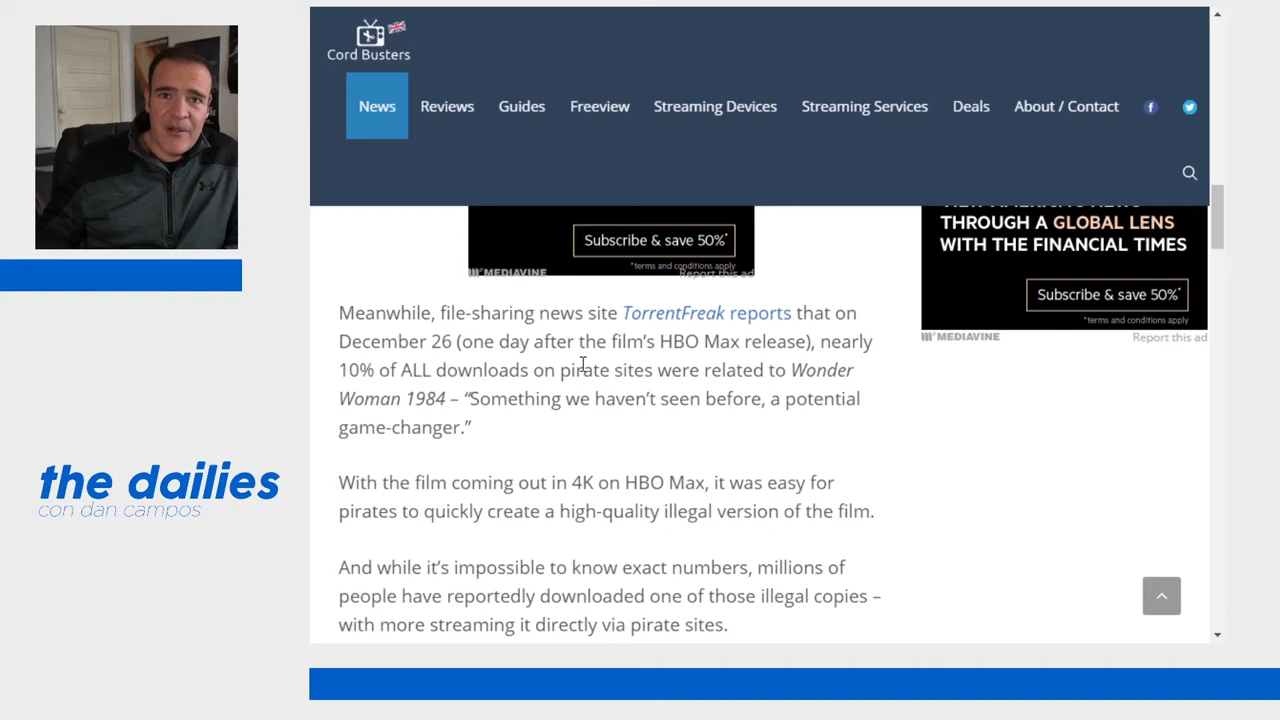 Cord Busters
News
Reviews
Guides
Freeview
Streaming Devices
Streaming Services
Deals
About / Contact
Subscribe & save 50%*
*terms and conditions apply
MEDIAVINE
Report this ad
THROUGH A GLOBAL LENS
WITH THE FINANCIAL TIMES
Subscribe & save 50%*
*terms and conditions apply
MEDIAVINE
Report this ad
Meanwhile, file-sharing news site TorrentFreak reports that on
December 26 (one day after the film’s HBO Max release), nearly
10% of ALL downloads on pirate sites were related to Wonder
Woman 1984 – “Something we haven’t seen before, a potential
game-changer.”
With the film coming out in 4K on HBO Max, it was easy for
pirates to quickly create a high-quality illegal version of the film.
And while it’s impossible to know exact numbers, millions of
people have reportedly downloaded one of those illegal copies –
with more streaming it directly via pirate sites.
the dailies
con dan campos